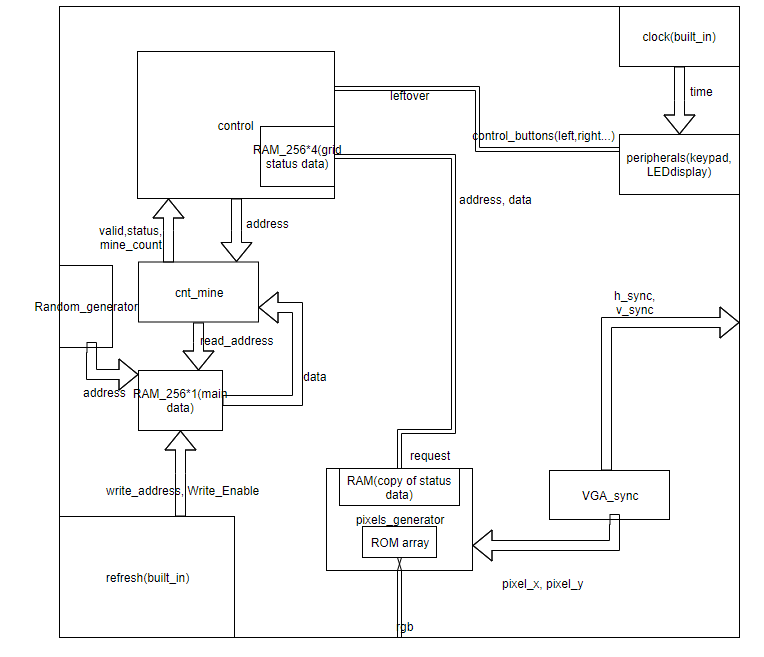 clock(built_in)
time
leftover
control
RAM_256*4(grid
status data)
control_buttons(left,right...)
peripherals(keypad,
LEDdisplay)
address, data
valid,status,
mine_count
address
cnt_mine
h_sync,
v_sync
Random_generator
read_address
data
address
RAM_256*1(main
data)
request
RAM(copy of status
data)
write_address, Write_Enable
VGA_sync
pixels_generator
ROM array
refresh(built_in)
pixel_x, pixel_y
rgb